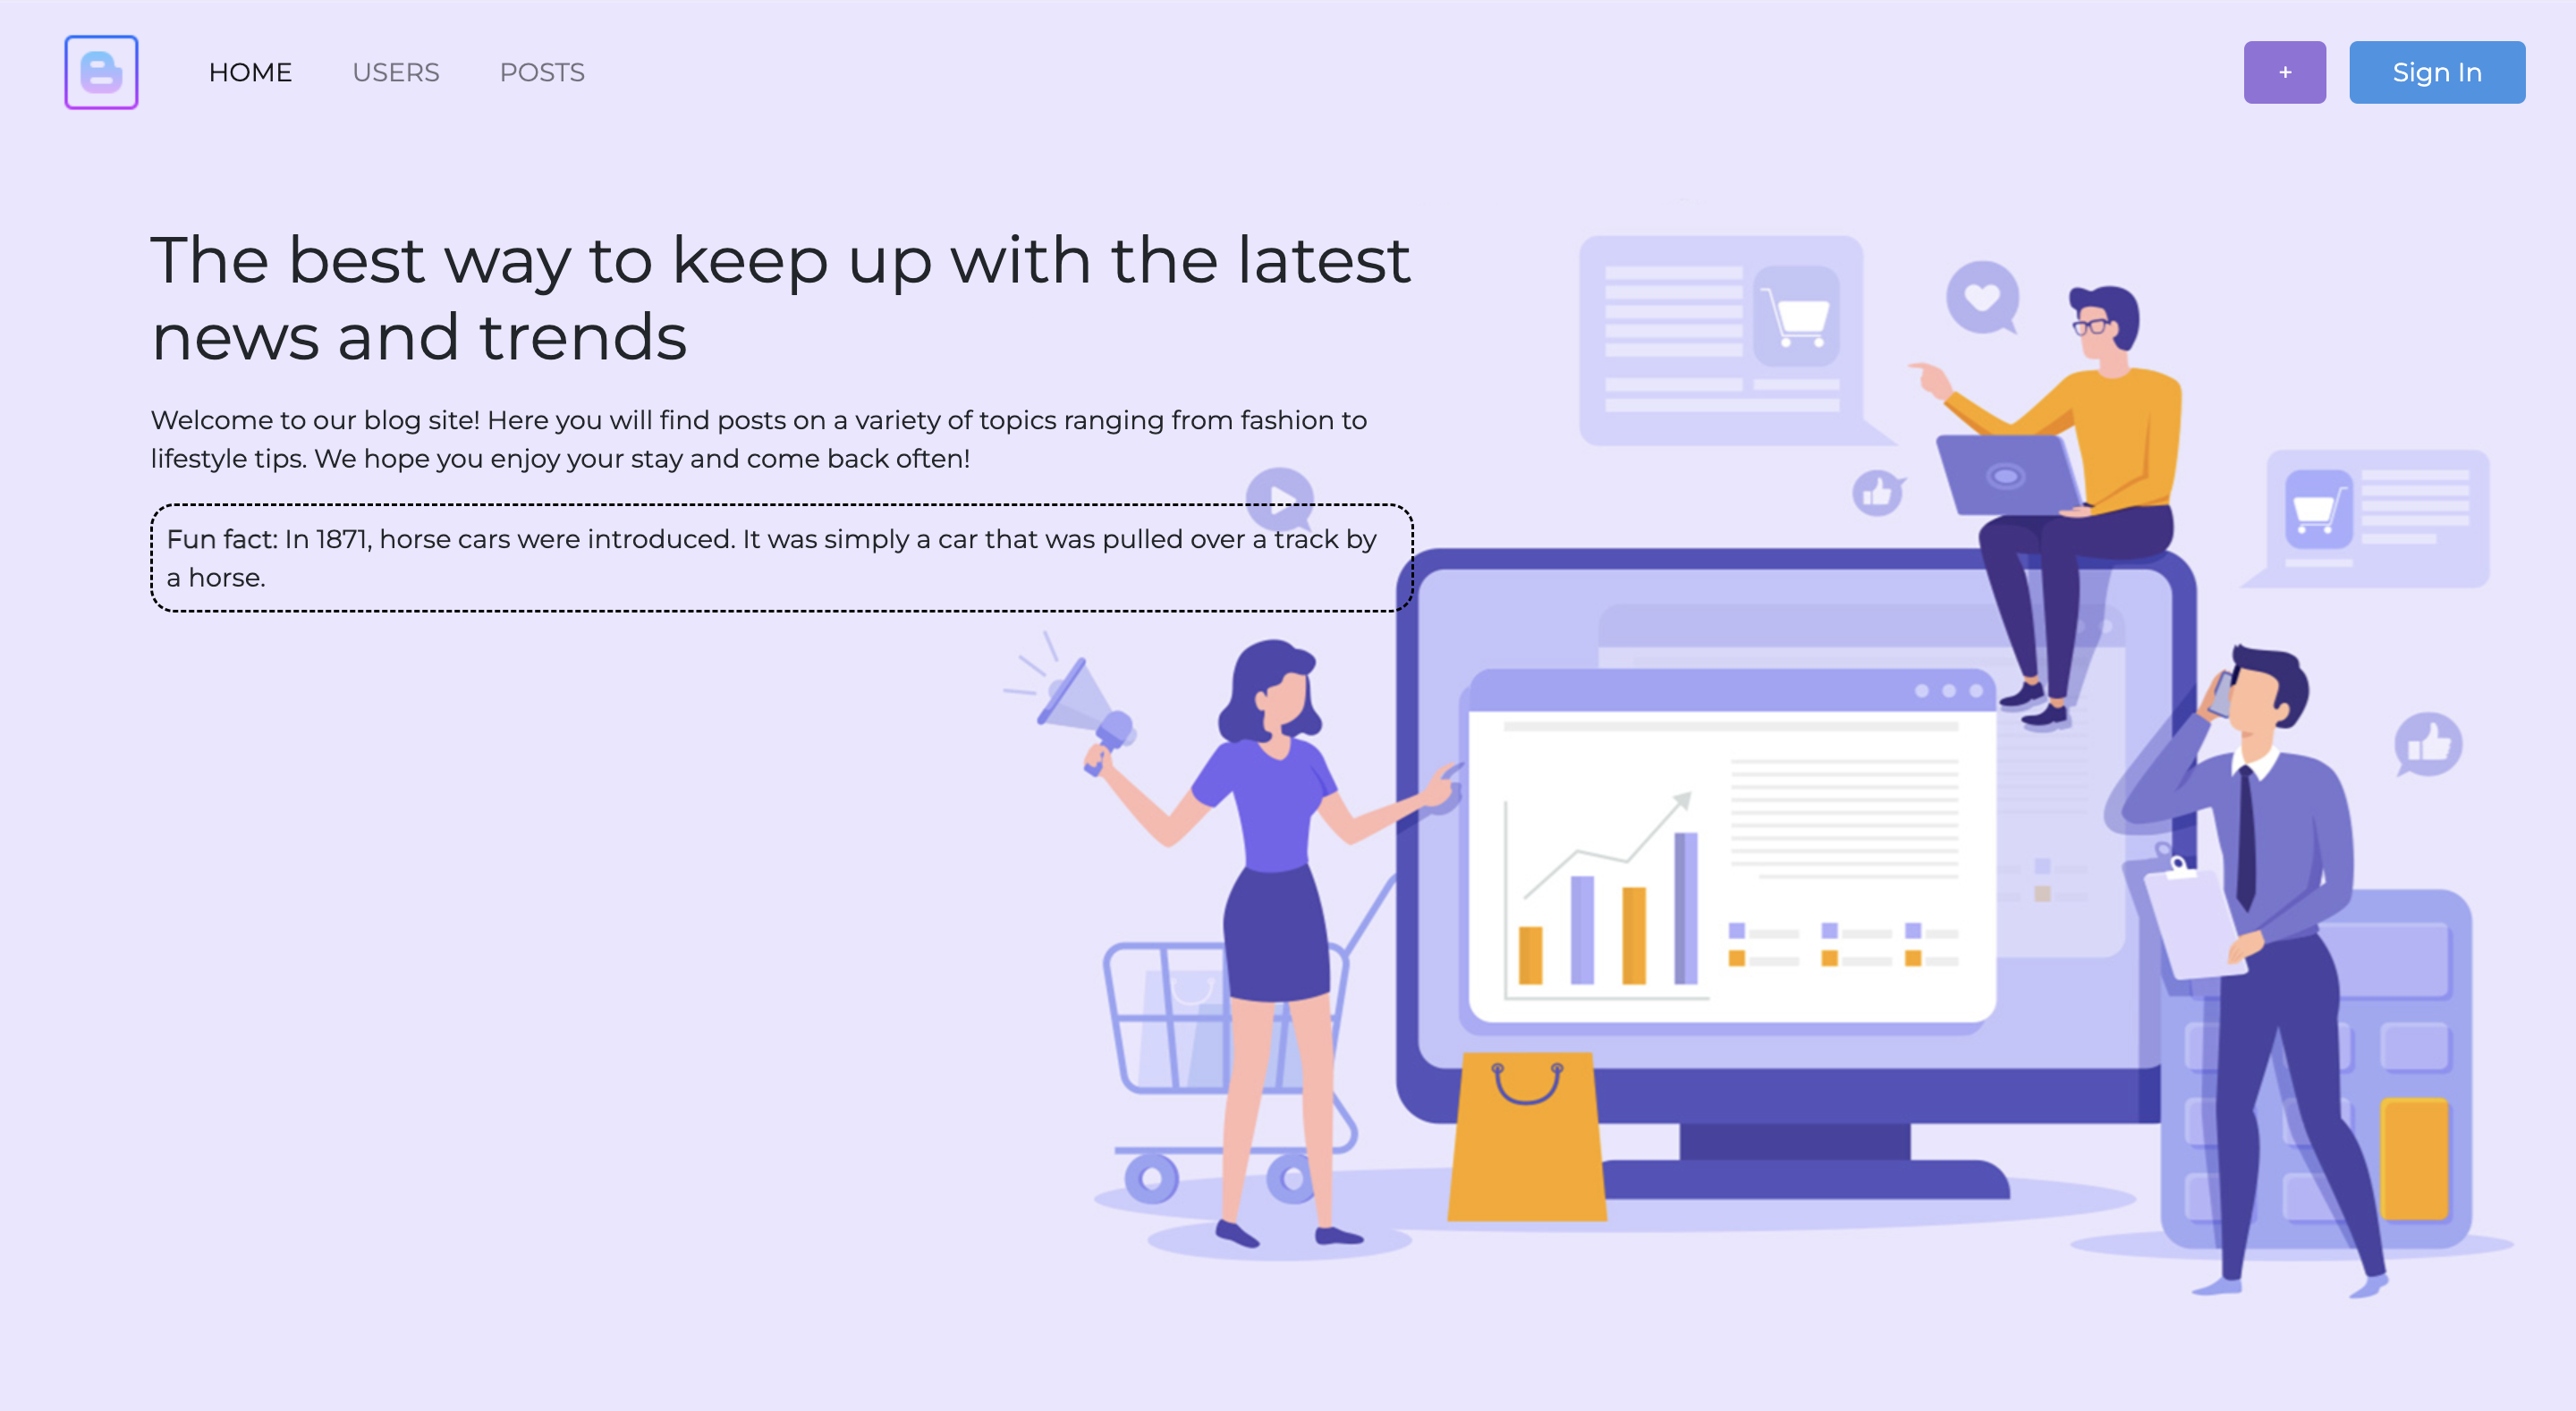 HOME USERS POSTS + Sign In
The best way to keep up with the latest
news and trends
Welcome to our blog site! Here you will find posts on a variety of topics ranging from fashion to
lifestyle tips. We hope you enjoy your stay and come back often!
Fun fact: In 1871, horse cars were introduced. It was simply a car that was pulled over a track by
a horse.